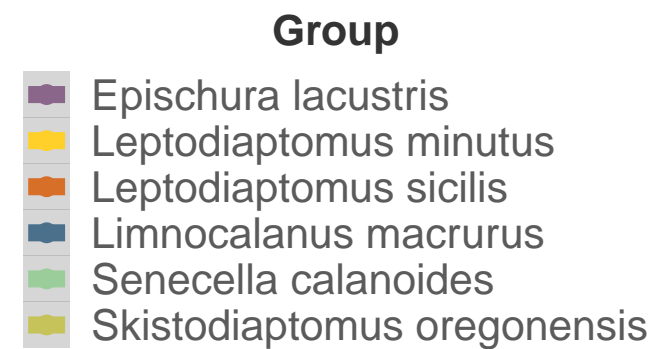 Group
Epischura lacustris
Leptodiaptomus minutus
Leptodiaptomus sicilis
Limnocalanus macrurus
Senecella calanoides
Skistodiaptomus oregonensis